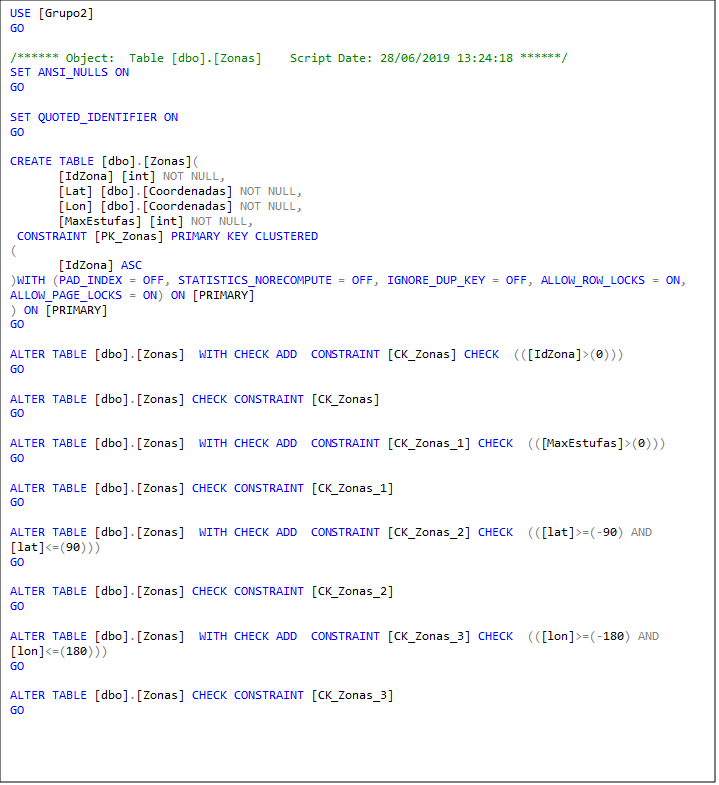 USE [Grupo2]
GO
/****** Object:  Table [dbo].[Zonas]    Script Date: 28/06/2019 13:24:18 ******/
SET ANSI_NULLS ON
GO
SET QUOTED_IDENTIFIER ON
GO
CREATE TABLE [dbo].[Zonas](
[IdZona] [int] NOT NULL,
[Lat] [dbo].[Coordenadas] NOT NULL,
[Lon] [dbo].[Coordenadas] NOT NULL,
[MaxEstufas] [int] NOT NULL,
CONSTRAINT [PK_Zonas] PRIMARY KEY CLUSTERED
(
[IdZona] ASC
)WITH (PAD_INDEX = OFF, STATISTICS_NORECOMPUTE = OFF, IGNORE_DUP_KEY = OFF, ALLOW_ROW_LOCKS = ON,
ALLOW_PAGE_LOCKS = ON) ON [PRIMARY]
) ON [PRIMARY]
GO
ALTER TABLE [dbo].[Zonas]  WITH CHECK ADD  CONSTRAINT [CK_Zonas] CHECK  (([IdZona]>(0)))
GO
ALTER TABLE [dbo].[Zonas] CHECK CONSTRAINT [CK_Zonas]
GO
ALTER TABLE [dbo].[Zonas]  WITH CHECK ADD  CONSTRAINT [CK_Zonas_1] CHECK  (([MaxEstufas]>(0)))
GO
ALTER TABLE [dbo].[Zonas] CHECK CONSTRAINT [CK_Zonas_1]
GO
ALTER TABLE [dbo].[Zonas]  WITH CHECK ADD  CONSTRAINT [CK_Zonas_2] CHECK  (([lat]>=(-90) AND
[lat]<=(90)))
GO
ALTER TABLE [dbo].[Zonas] CHECK CONSTRAINT [CK_Zonas_2]
GO
ALTER TABLE [dbo].[Zonas]  WITH CHECK ADD  CONSTRAINT [CK_Zonas_3] CHECK  (([lon]>=(-180) AND
[lon]<=(180)))
GO
ALTER TABLE [dbo].[Zonas] CHECK CONSTRAINT [CK_Zonas_3]
GO